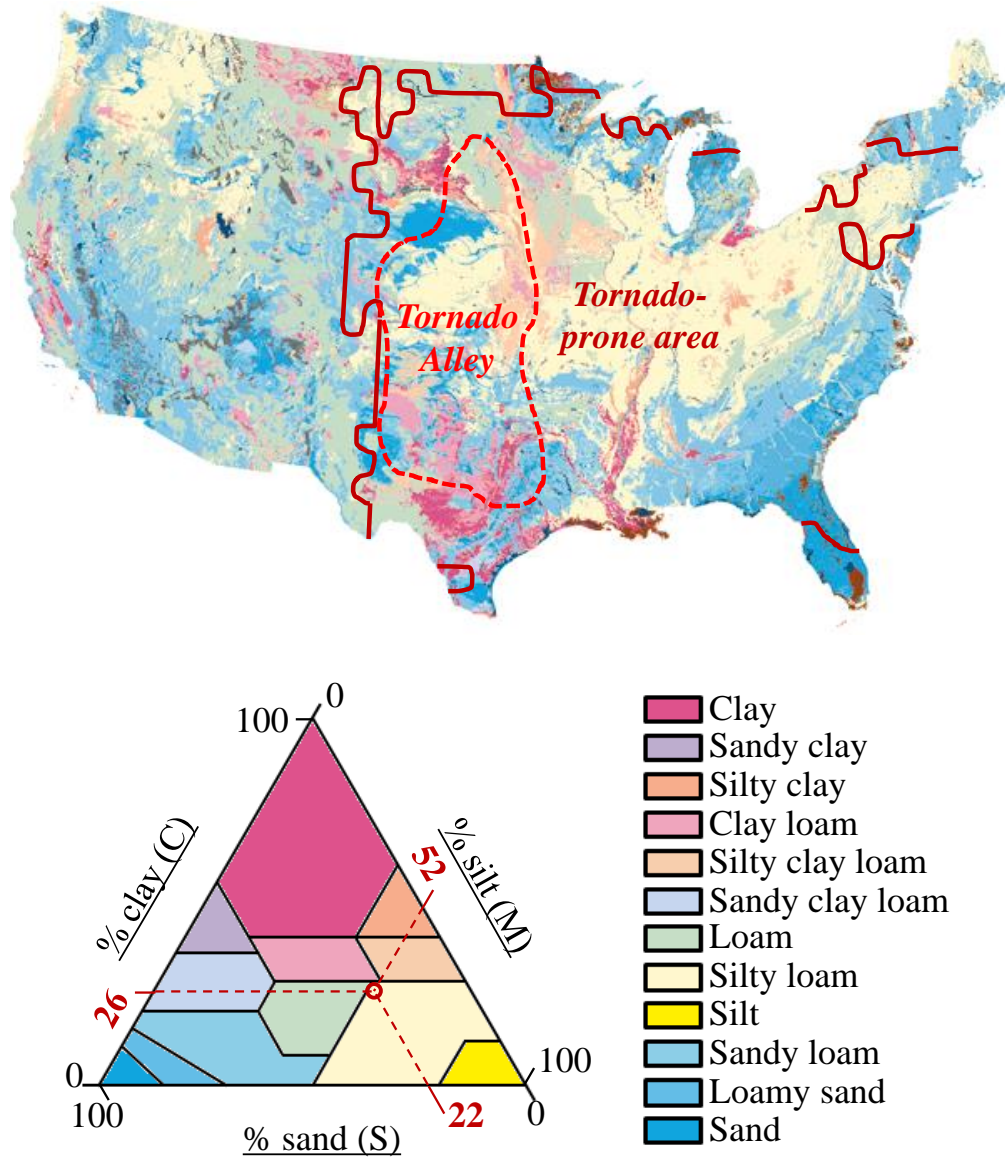 Tornado
Alley
Tornado-
prone area
0
100
% clay (C)
% silt (M)
52
26
0
100
100
0
22
% sand (S)
Clay
Sandy clay
Silty clay
Clay loam
Silty clay loam
Sandy clay loam
Loam
Silty loam
Silt
Sandy loam
Loamy sand
Sand